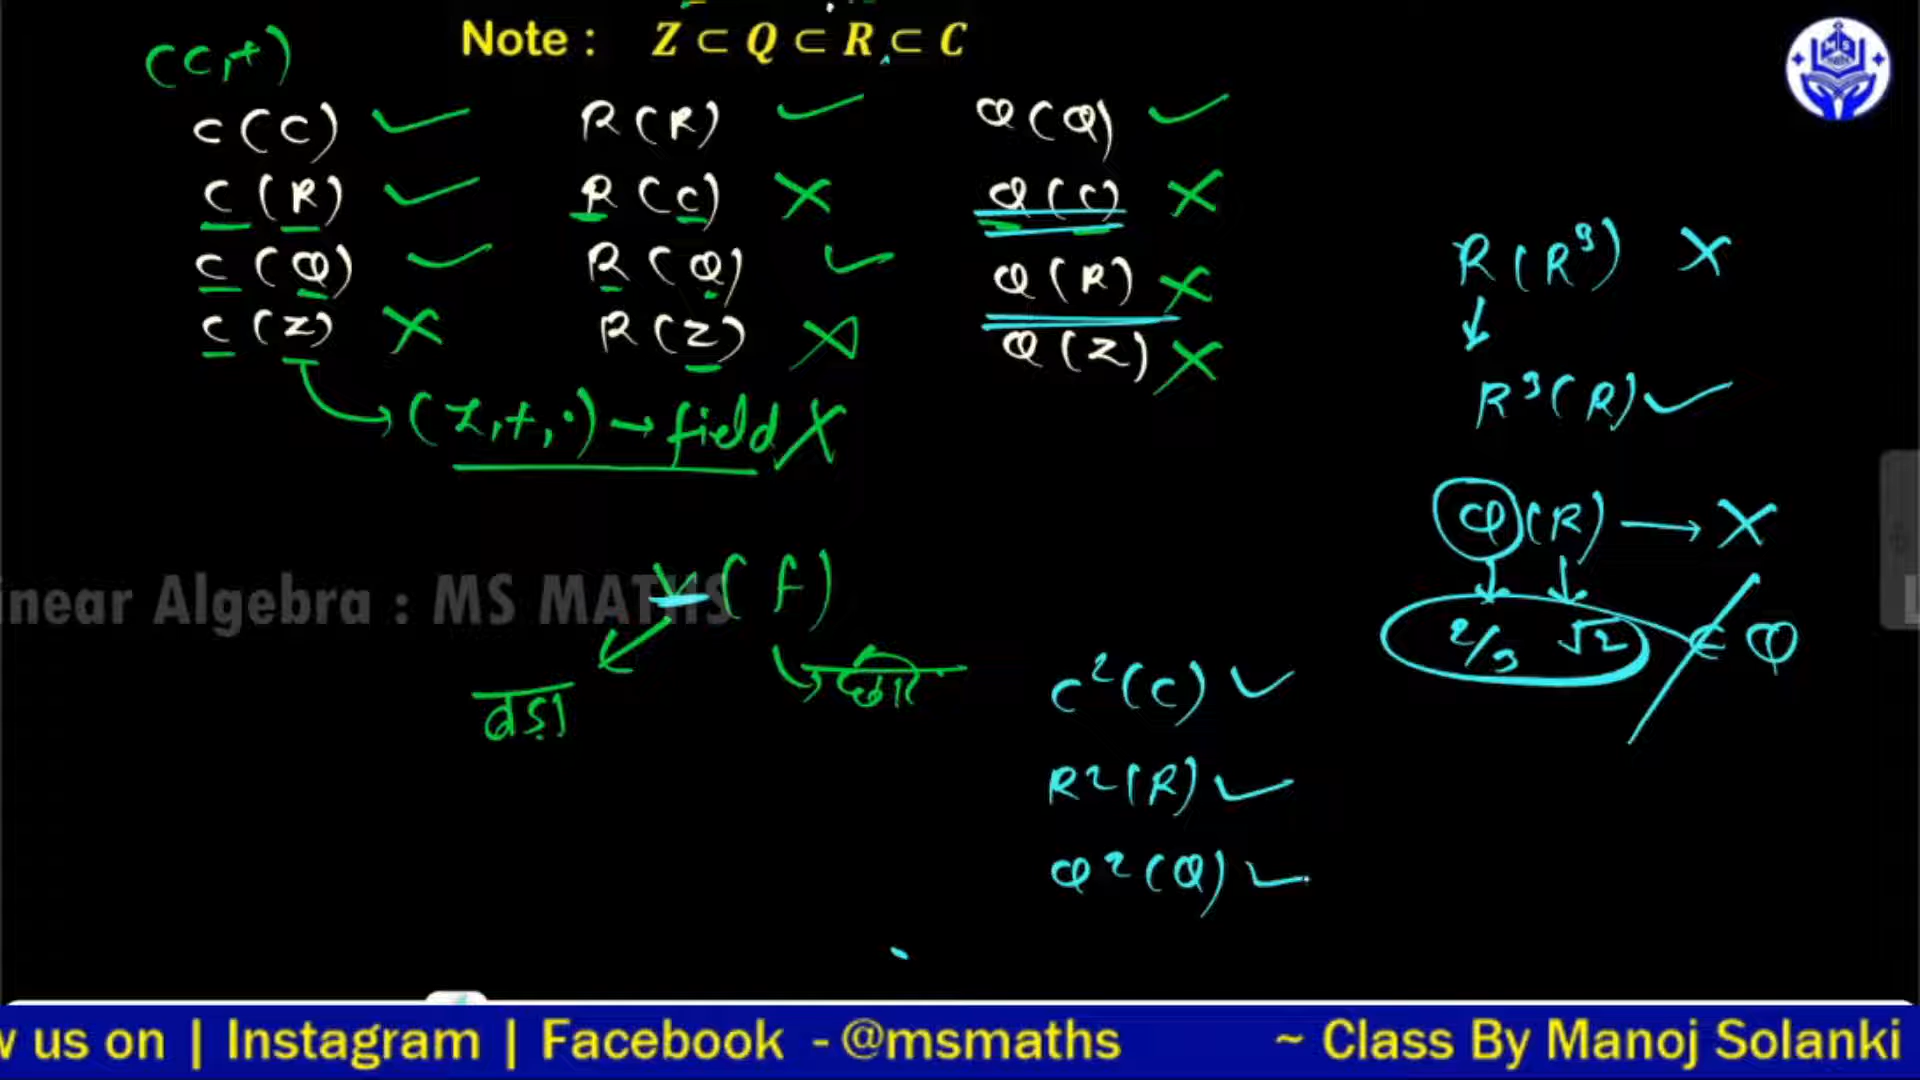 Note : Z ⊂ Q ⊂ R ⊂ C
(C,+)
C(C) ✓ R(R) ✓ Q(Q) ✓
C(R) ✓ R(C) X Q(C) X
C(Q) ✓ R(Q) ✓ Q(R) X
C(Z) X R(Z) X Q(Z) X
→ (Z,+,·) → field X
R(R³) X
↓
R³(R) ✓
Q(R) → X
2/3 √2 ∉ Q
V(F)
बड़ा
inear Algebra : MS MATHS
C²(C) ✓
R²(R) ✓
Q²(Q) ✓
w us on | Instagram | Facebook - @msmaths ~ Class By Manoj Solanki